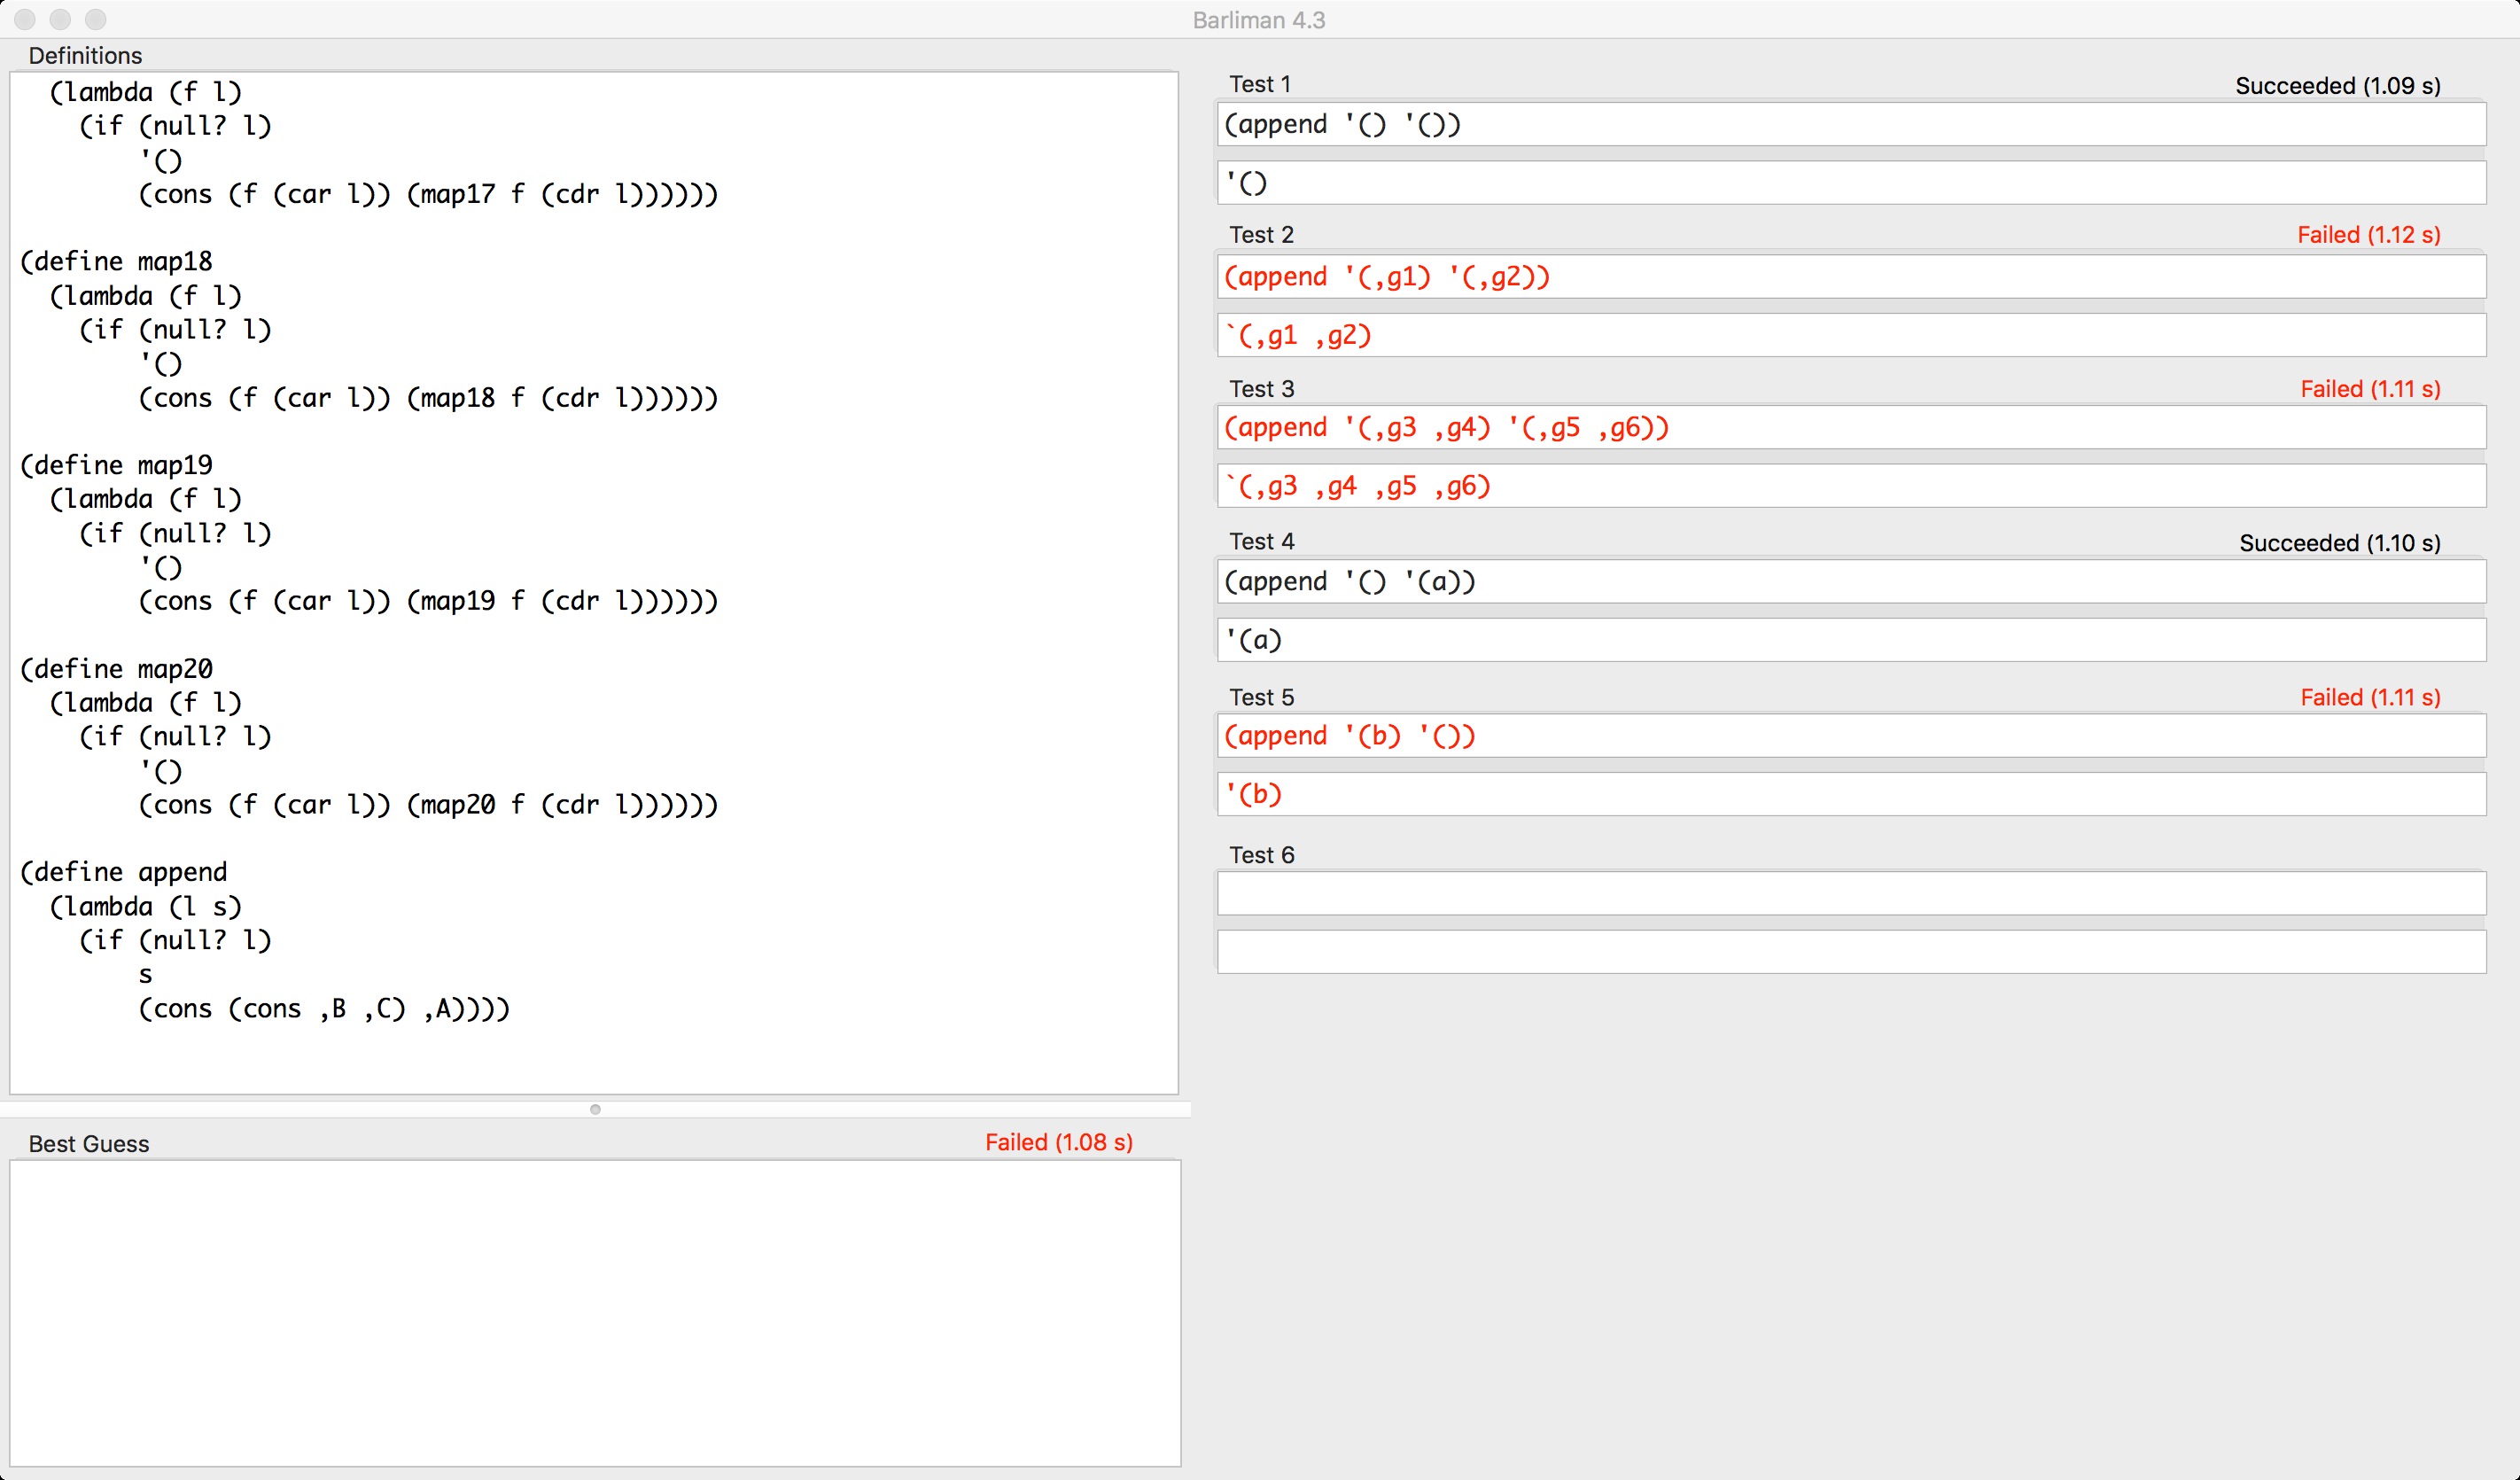 Barliman 4.3
Definitions
  (lambda (f l)
    (if (null? l)
        '()
        (cons (f (car l)) (map17 f (cdr l))))))

(define map18
  (lambda (f l)
    (if (null? l)
        '()
        (cons (f (car l)) (map18 f (cdr l))))))

(define map19
  (lambda (f l)
    (if (null? l)
        '()
        (cons (f (car l)) (map19 f (cdr l))))))

(define map20
  (lambda (f l)
    (if (null? l)
        '()
        (cons (f (car l)) (map20 f (cdr l))))))

(define append
  (lambda (l s)
    (if (null? l)
        s
        (cons (cons ,B ,C) ,A))))
Best Guess Failed (1.08 s)
Test 1 Succeeded (1.09 s)
(append '() '())
'()
Test 2 Failed (1.12 s)
(append '(,g1) '(,g2))
`(,g1 ,g2)
Test 3 Failed (1.11 s)
(append '(,g3 ,g4) '(,g5 ,g6))
`(,g3 ,g4 ,g5 ,g6)
Test 4 Succeeded (1.10 s)
(append '() '(a))
'(a)
Test 5 Failed (1.11 s)
(append '(b) '())
'(b)
Test 6